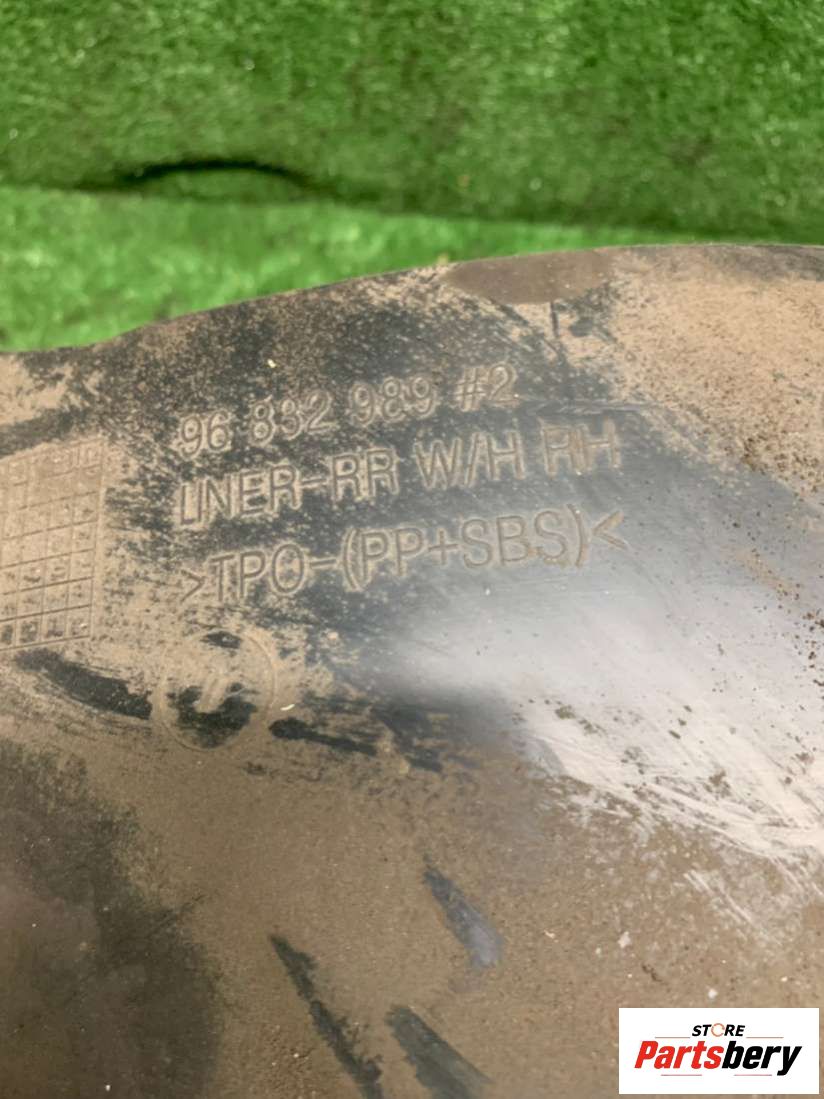 96 832 989 #2
LINER-RR W/H RH
>TPO-(PP+SBS)<
STORE
Partsbery